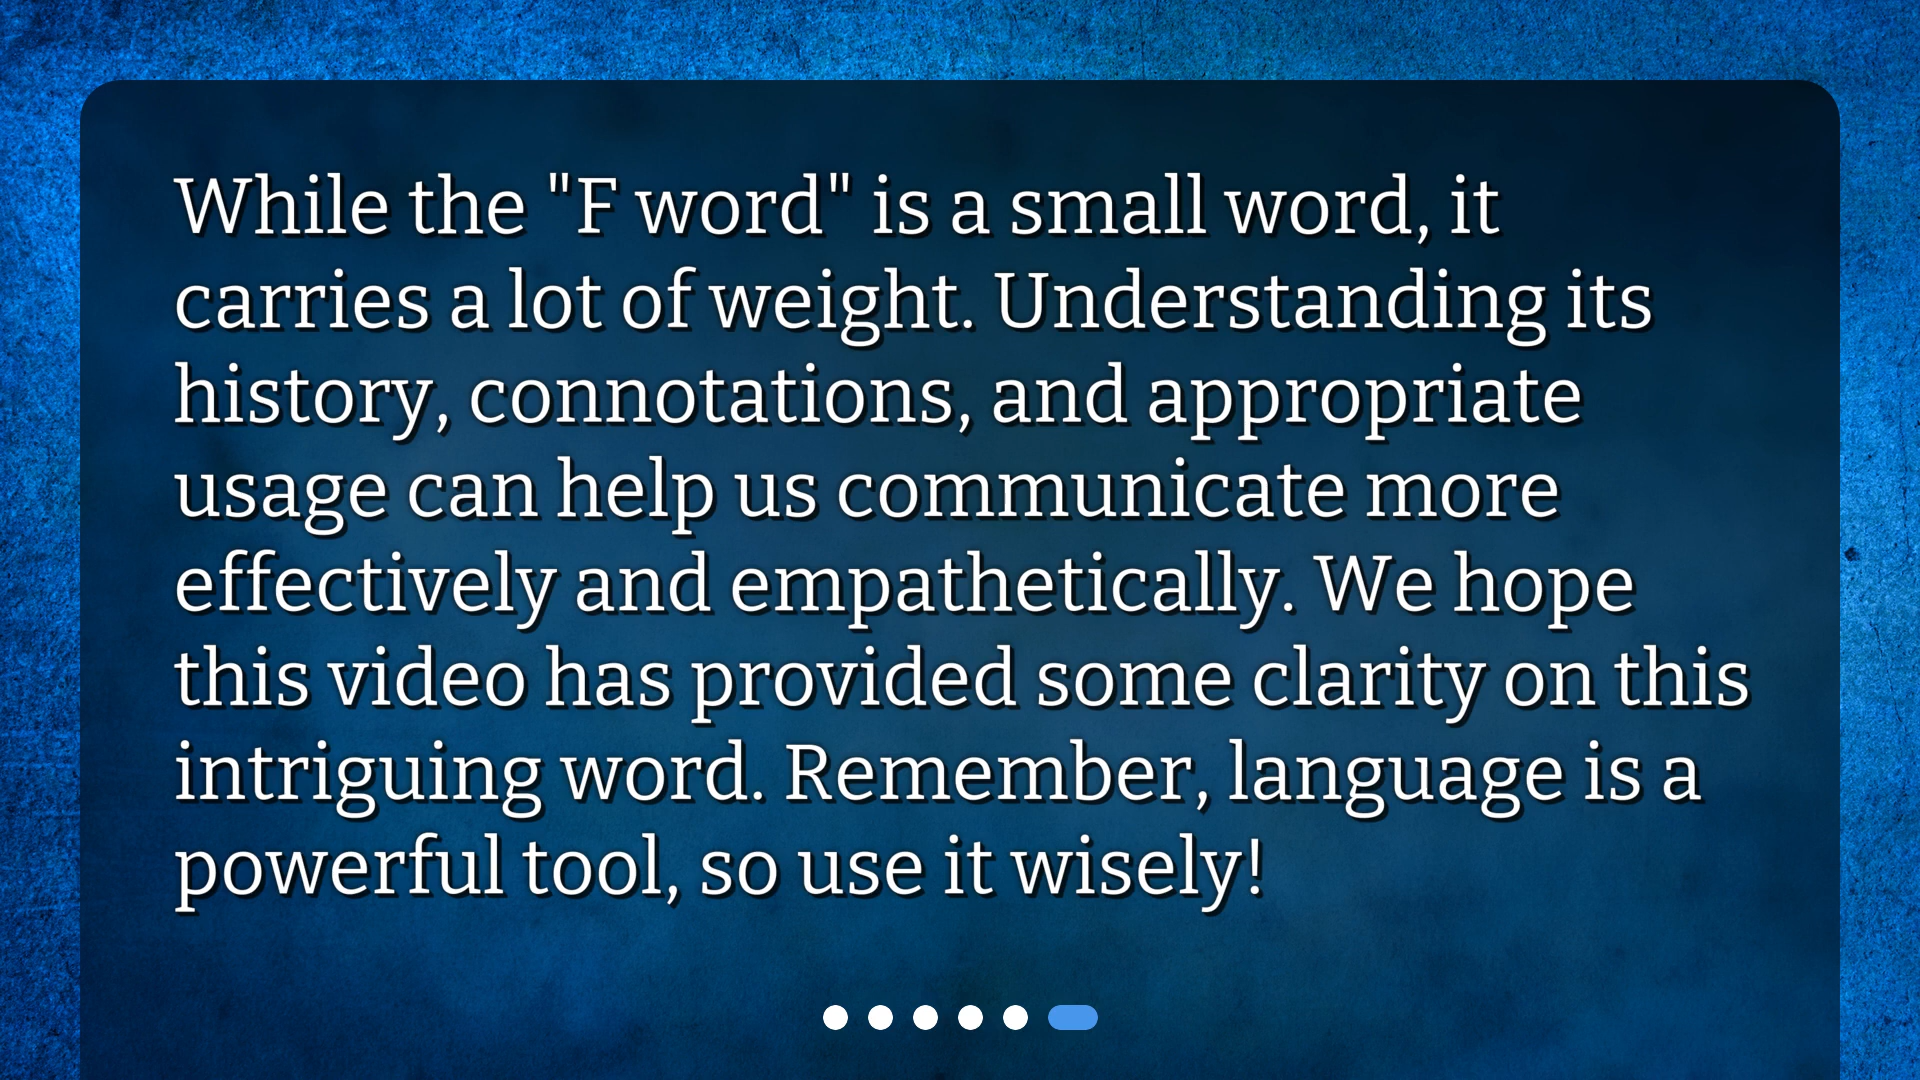 While the "F word" is a small word, it
carries a lot of weight. Understanding its
history, connotations, and appropriate
usage can help us communicate more
effectively and empathetically. We hope
this video has provided some clarity on this
intriguing word. Remember, language is a
powerful tool, so use it wisely!